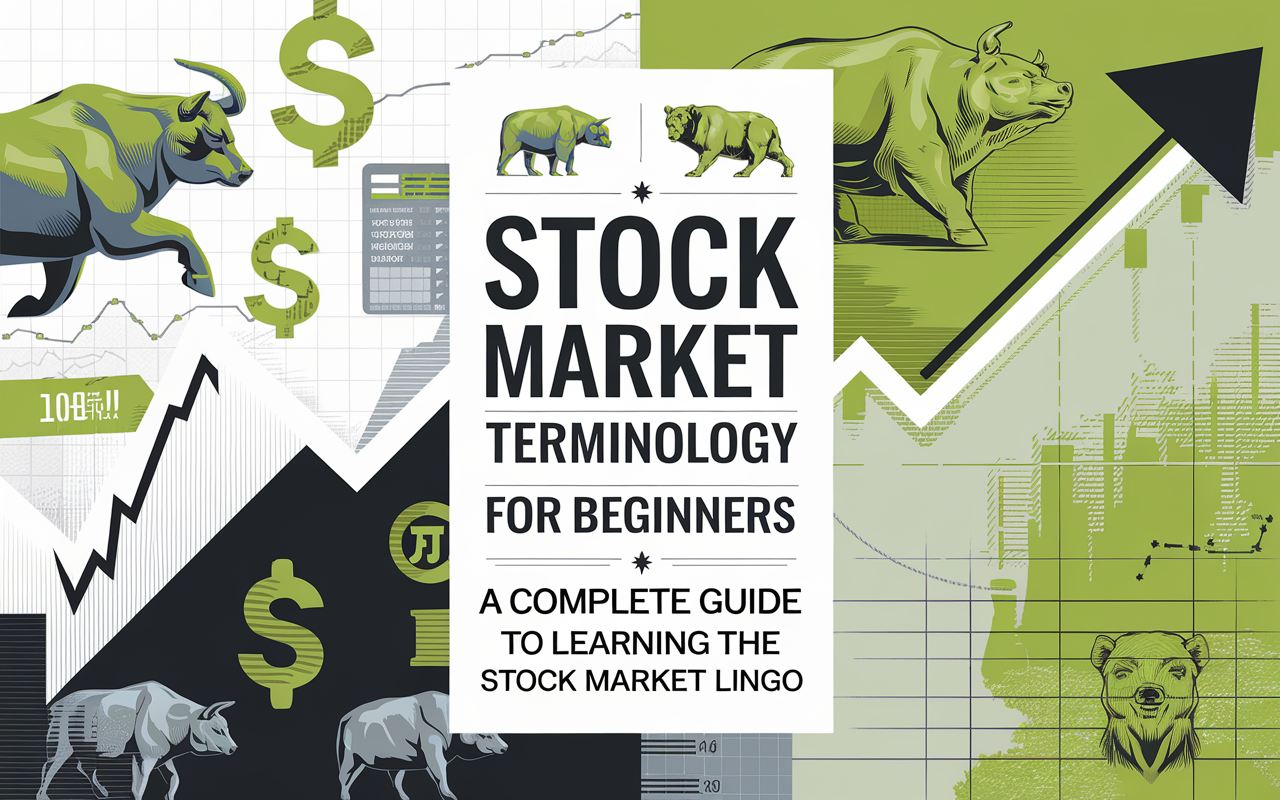 STOCK
MARKET
TERMINOLOGY
FOR BEGINNERS
A COMPLETE GUIDE
TO LEARNING THE
STOCK MARKET LINGO